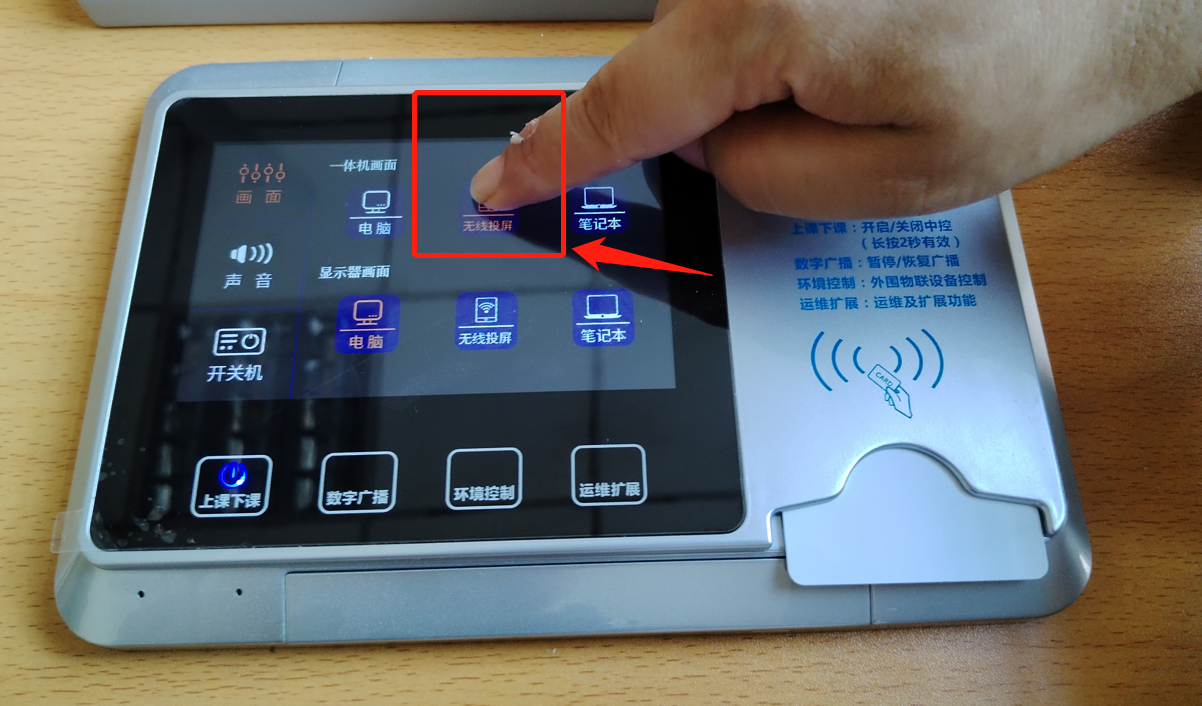 一体机画面
画 面
电脑
无线投屏
笔记本
声 音
显示器画面
电脑
无线投屏
笔记本
开关机
上课下课
数字广播
环境控制
运维扩展
上课下课：开启/关闭中控
（长按2秒有效）
数字广播：暂停/恢复广播
环境控制：外围物联设备控制
运维扩展：运维及扩展功能
CARD